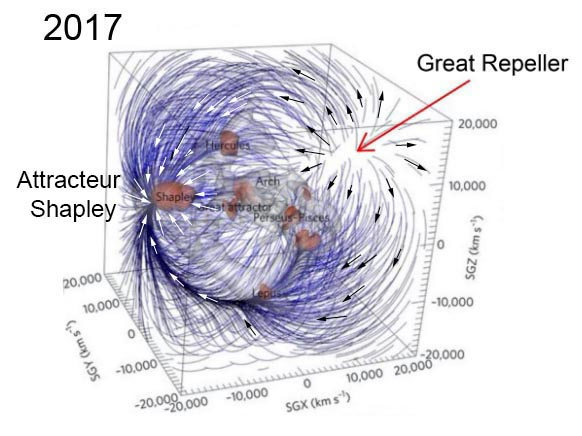 2017
Great Repeller
20,000
Hercules
Attracteur
Shapley
Arch
10,000
Shapley
Great attractor
Perseus-Pisces
SGZ (km s⁻¹)
0
20,000
Lepus
10,000
-10,000
0
SGY (km s⁻¹)
-10,000
-20,000
-20,000
-20,000
-10,000
0
10,000
20,000
SGX (km s⁻¹)